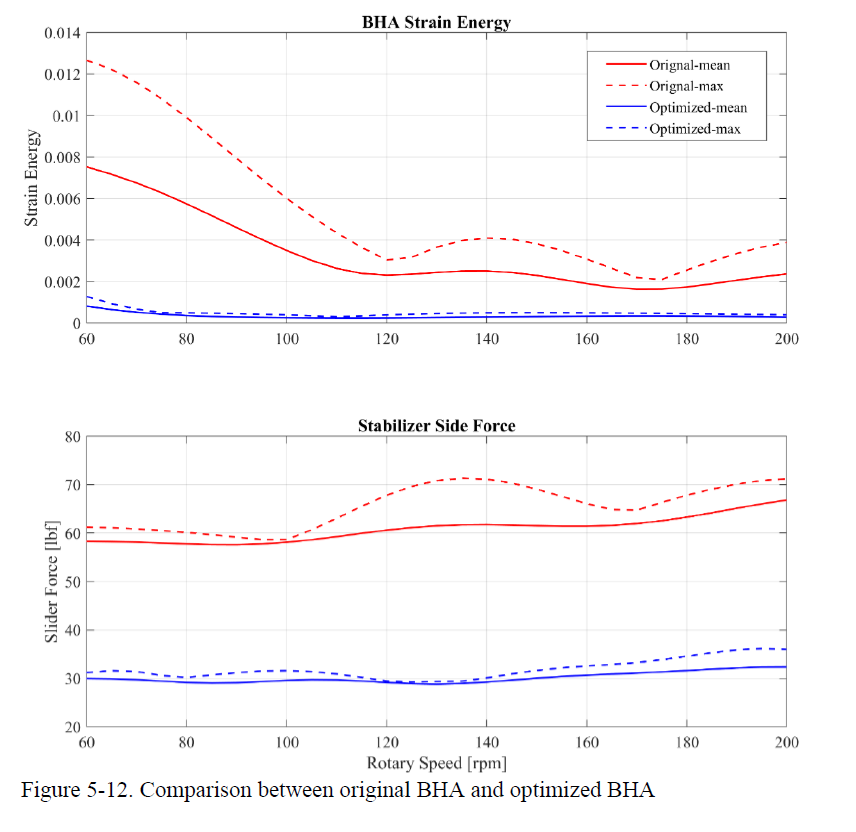 BHA Strain Energy
0.014
0.012
0.01
0.008
0.006
0.004
0.002
0
Strain Energy
Orignal-mean
Orignal-max
Optimized-mean
Optimized-max
60 80 100 120 140 160 180 200
Stabilizer Side Force
80
70
60
50
40
30
20
Slider Force [lbf]
60 80 100 120 140 160 180 200
Rotary Speed [rpm]
Figure 5-12. Comparison between original BHA and optimized BHA